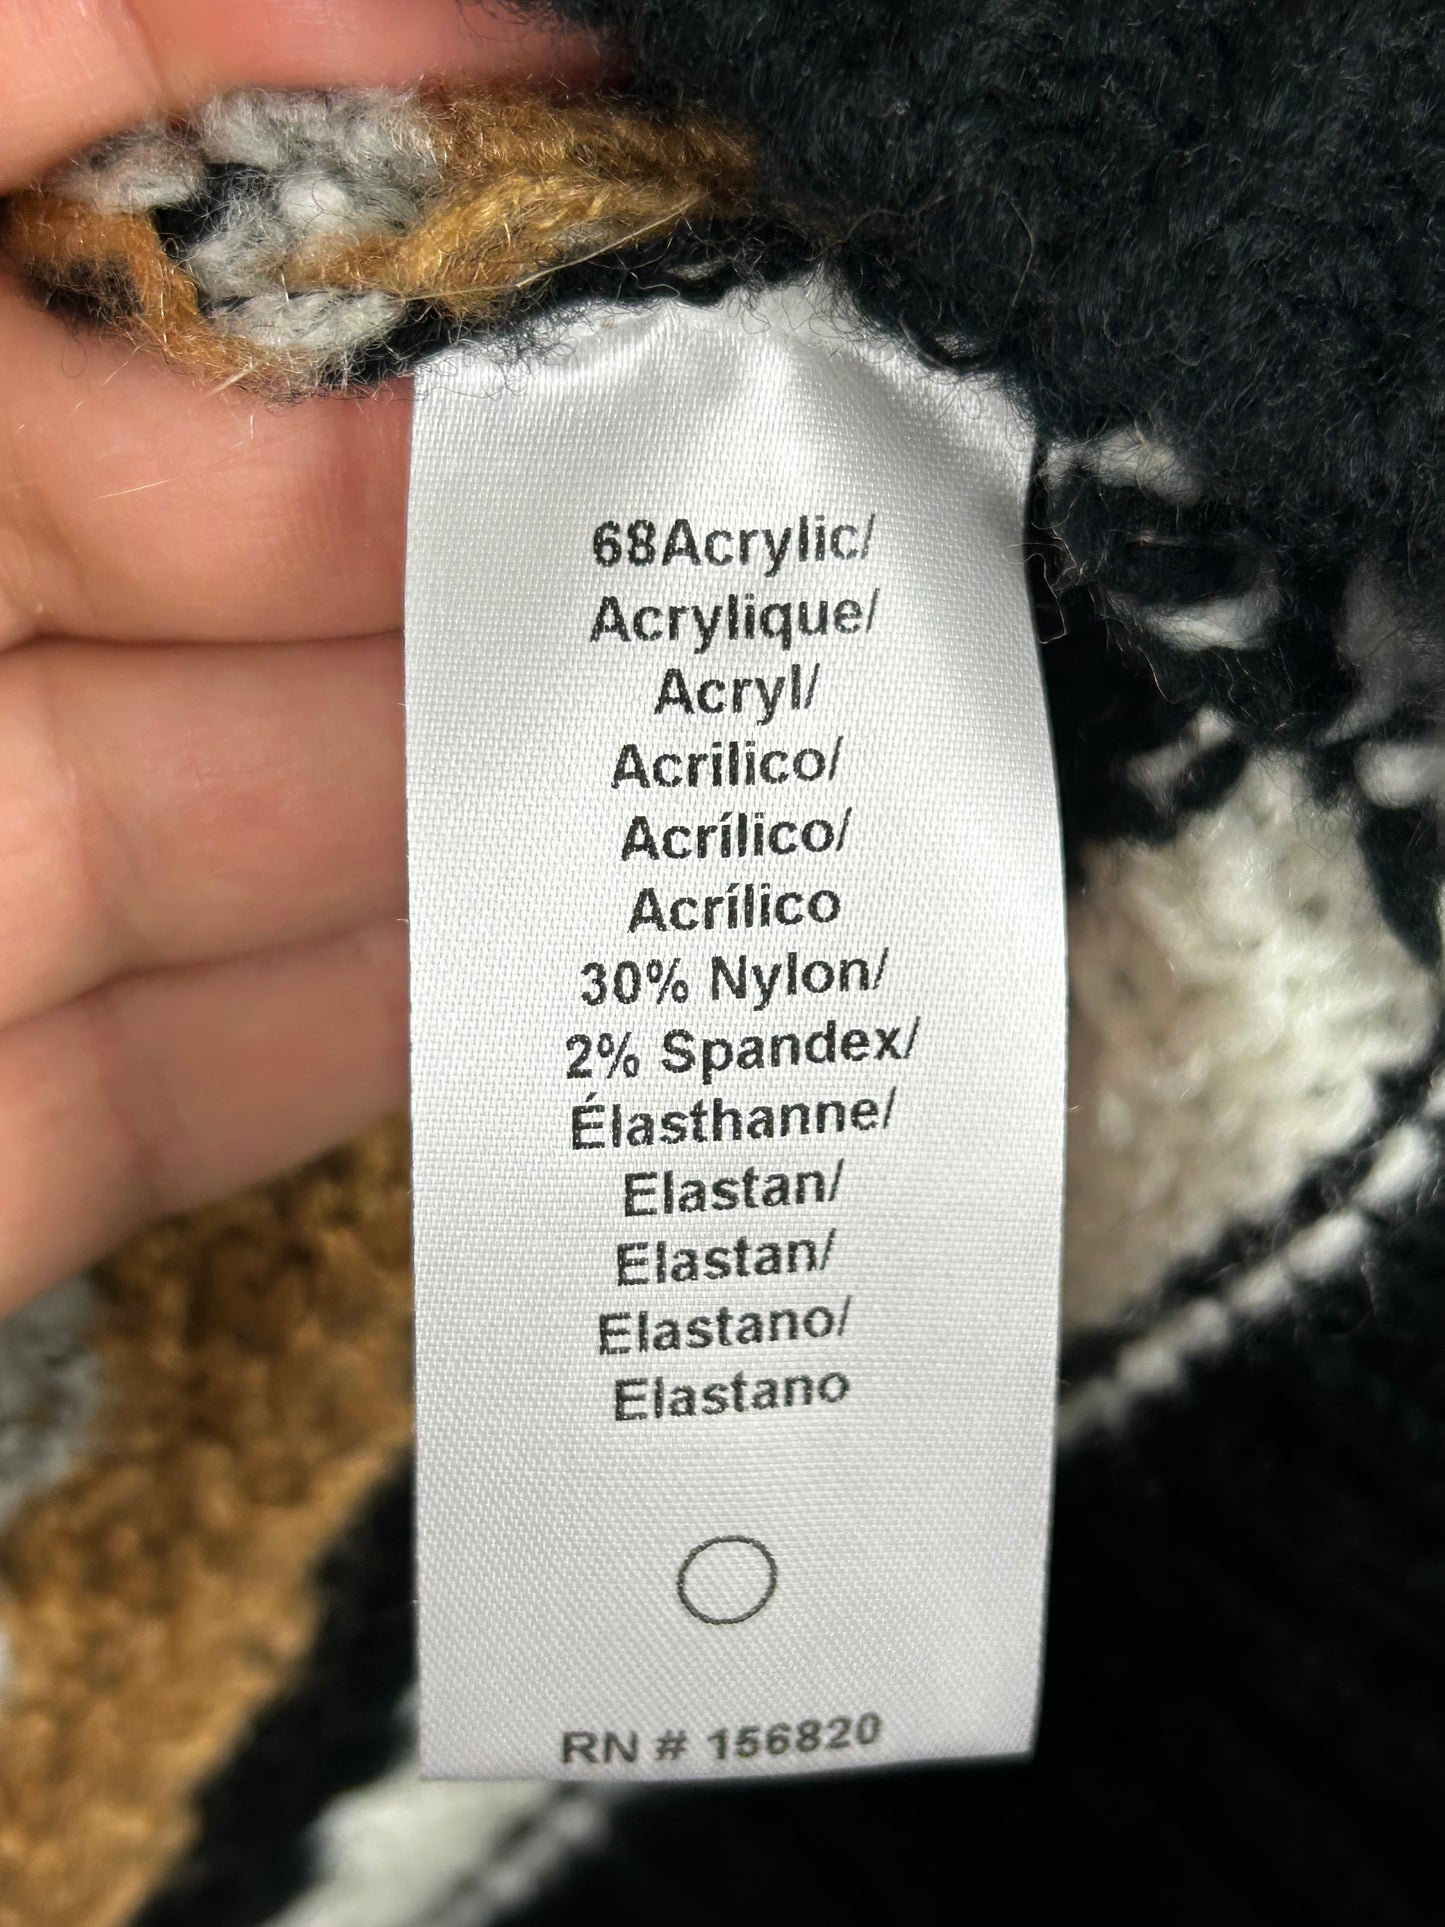 68Acrylic/
Acrylique/
Acryl/
Acrilico/
Acrílico/
Acrílico
30% Nylon/
2% Spandex/
Élasthanne/
Elastan/
Elastan/
Elastano/
Elastano
RN # 156820